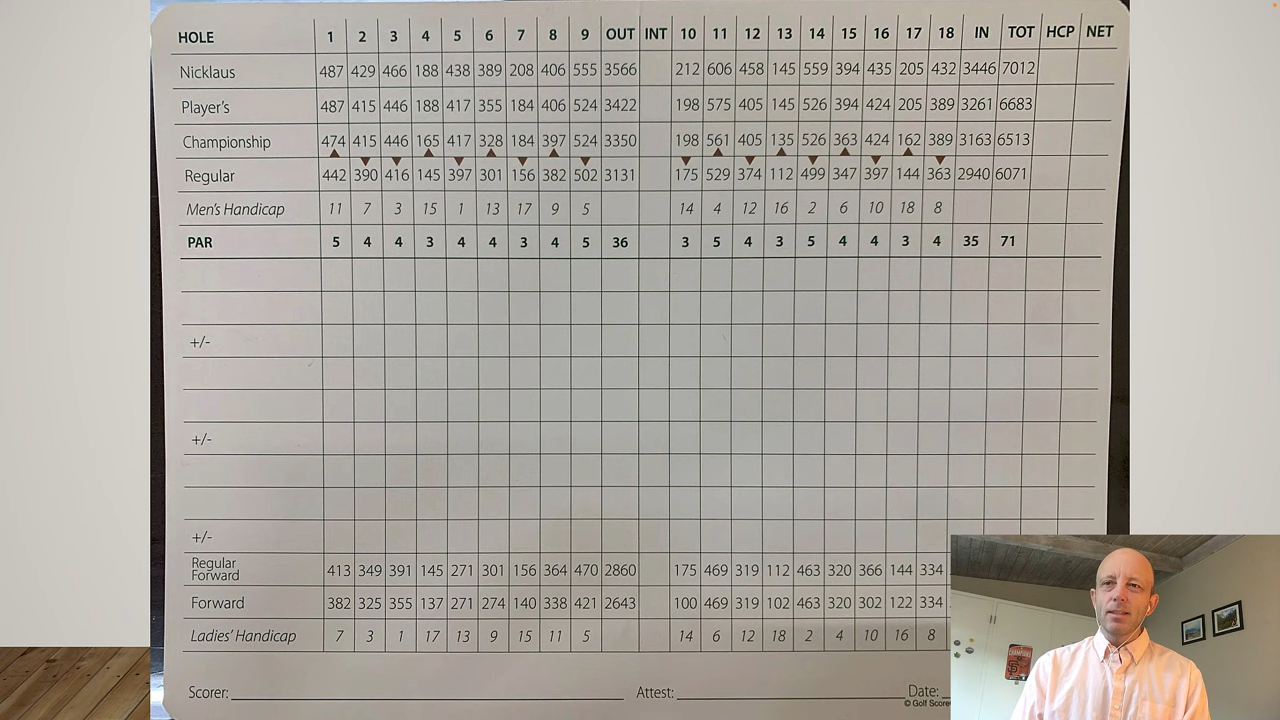 HOLE 1 2 3 4 5 6 7 8 9 OUT INT 10 11 12 13 14 15 16 17 18 IN TOT HCP NET
Nicklaus 487 429 466 188 438 389 208 406 555 3566 212 606 458 145 559 394 435 205 432 3446 7012
Player's 487 415 446 188 417 355 184 406 524 3422 198 575 405 145 526 394 424 205 389 3261 6683
Championship 474 415 446 165 417 328 184 397 524 3350 198 561 405 135 526 363 424 162 389 3163 6513
Regular 442 390 416 145 397 301 156 382 502 3131 175 529 374 112 499 347 397 144 363 2940 6071
Men's Handicap 11 7 3 15 1 13 17 9 5 14 4 12 16 2 6 10 18 8
PAR 5 4 4 3 4 4 3 4 5 36 3 5 4 3 5 4 4 3 4 35 71
+/-
+/-
+/-
Regular
Forward 413 349 391 145 271 301 156 364 470 2860 175 469 319 112 463 320 366 144 334
Forward 382 325 353 137 271 274 140 338 421 2643 100 469 319 102 463 320 302 122 334
Ladies' Handicap 7 3 1 17 13 9 15 11 5 14 6 12 18 2 4 10 16 8
Scorer: Attest: Date:
© Golf Score